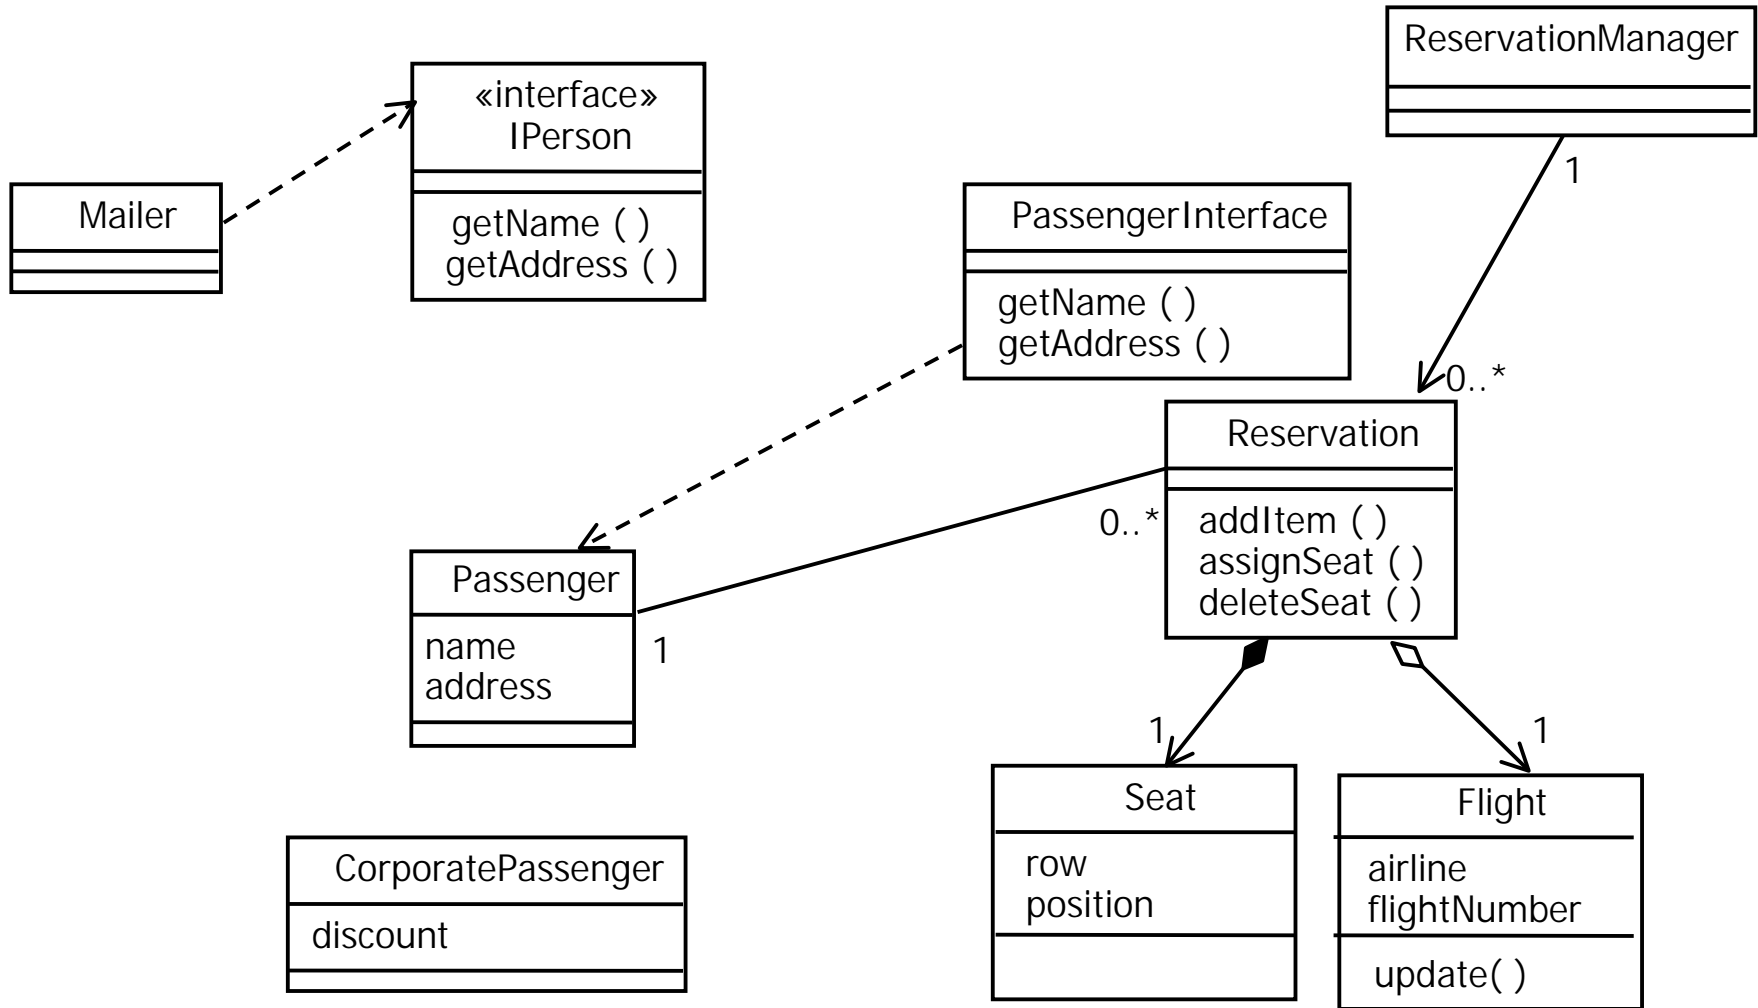 ReservationManager
1
0..*
«interface»
IPerson
getName ( )
getAddress ( )
Mailer
PassengerInterface
getName ( )
getAddress ( )
Reservation
addItem ( )
assignSeat ( )
deleteSeat ( )
0..*
1
Passenger
name
address
1
1
Seat
row
position
Flight
airline
flightNumber
update( )
CorporatePassenger
discount